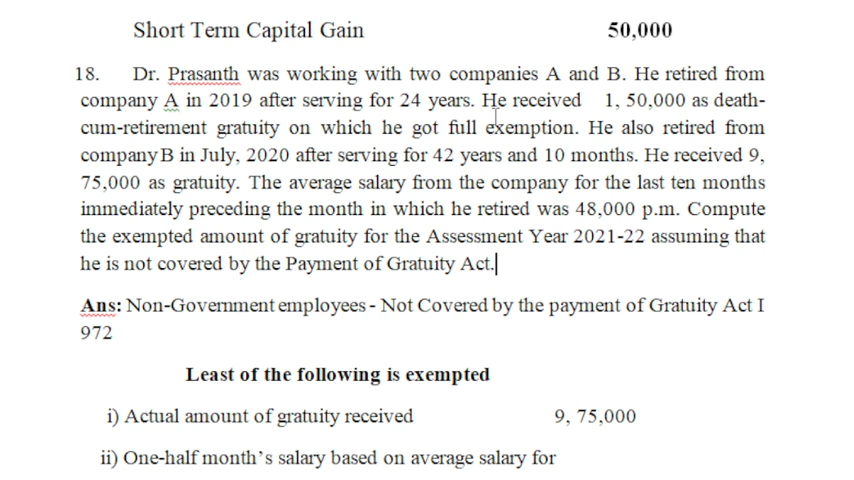 Short Term Capital Gain 50,000
18. Dr. Prasanth was working with two companies A and B. He retired from
company A in 2019 after serving for 24 years. He received 1, 50,000 as death-
cum-retirement gratuity on which he got full exemption. He also retired from
company B in July, 2020 after serving for 42 years and 10 months. He received 9,
75,000 as gratuity. The average salary from the company for the last ten months
immediately preceding the month in which he retired was 48,000 p.m. Compute
the exempted amount of gratuity for the Assessment Year 2021-22 assuming that
he is not covered by the Payment of Gratuity Act.
Ans: Non-Government employees - Not Covered by the payment of Gratuity Act I
972
Least of the following is exempted
i) Actual amount of gratuity received 9, 75,000
ii) One-half month’s salary based on average salary for